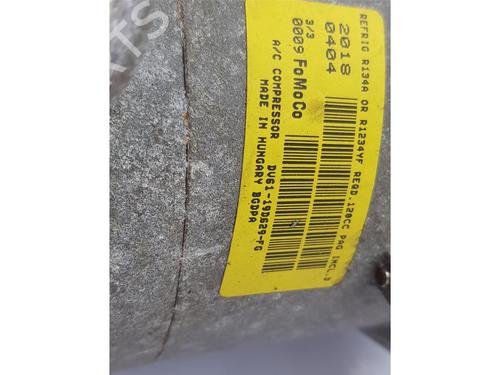 REFRIG R134A OR R1234YF REQD.120CC PAG INCL.D
2018
0404
3/3
0009 FoMoCo
A/C COMPRESSOR DV61-19D629-FG
MADE IN HUNGARY BGDPA
PARTS